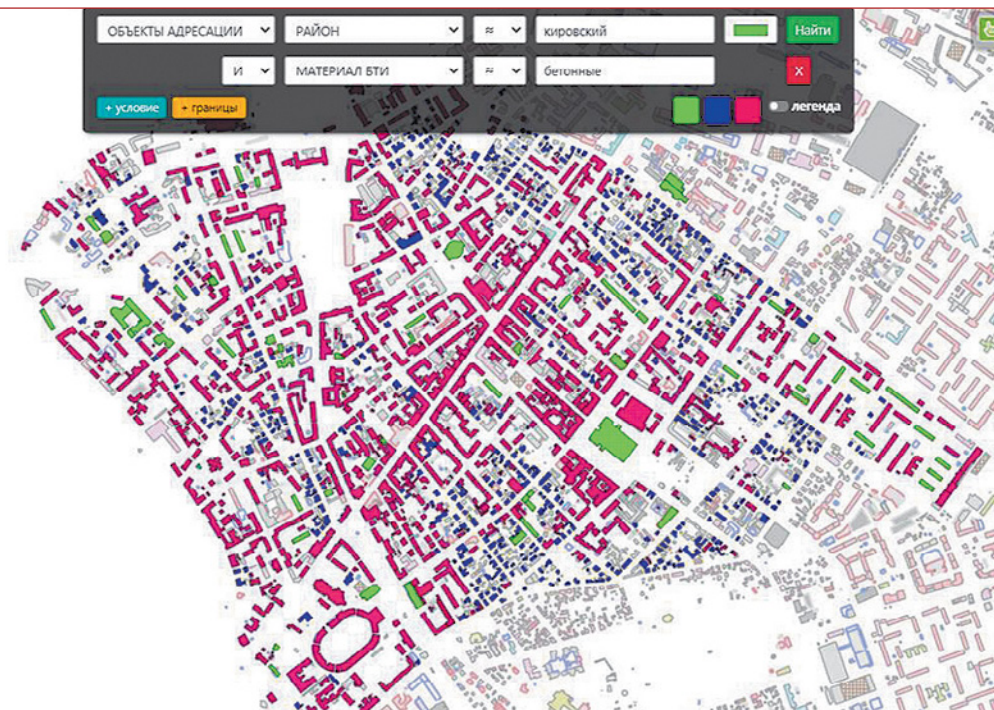 ОБЪЕКТЫ АДРЕСАЦИИ РАЙОН ≈ кировский Найти
И МАТЕРИАЛ БТИ ≈ бетонные X
+ условие + границы легенда